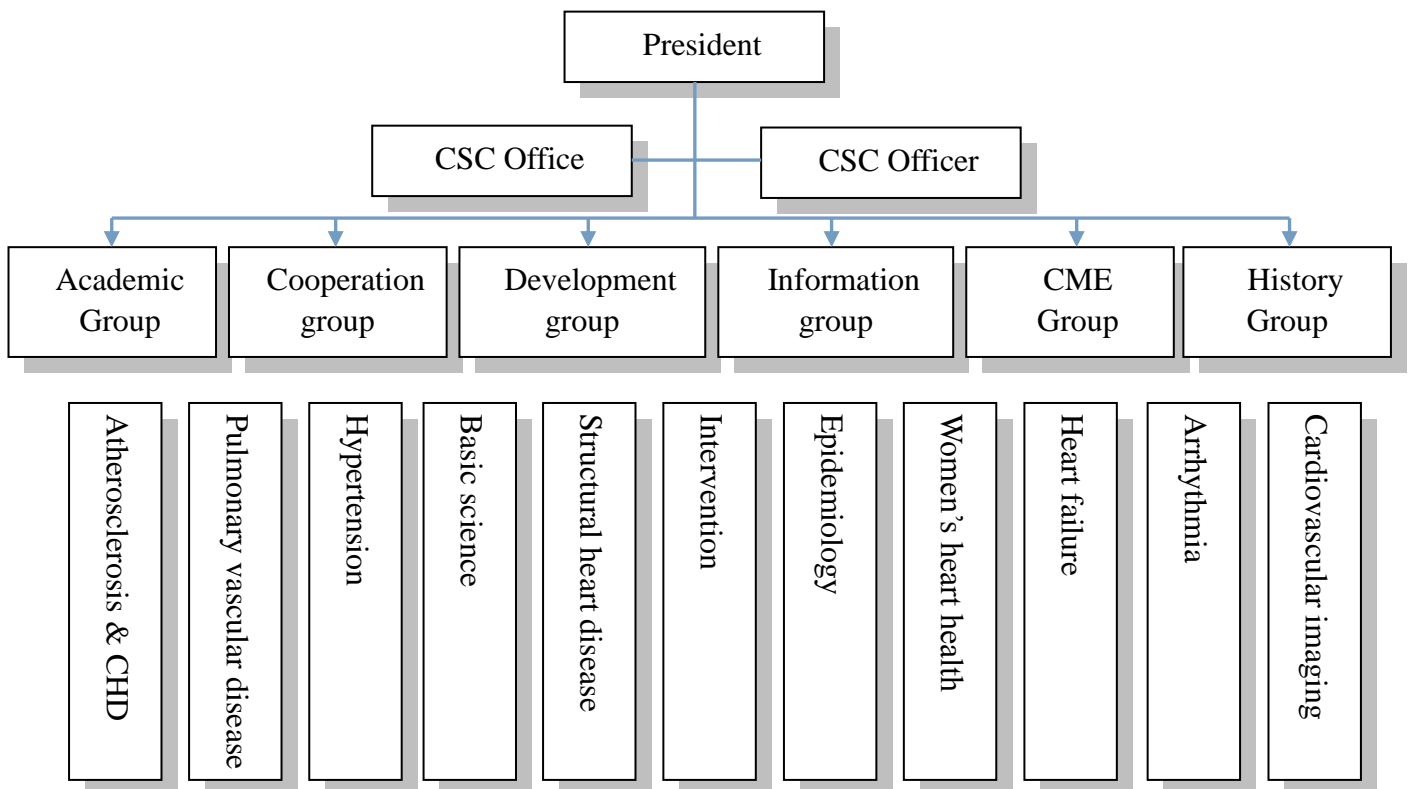 President
CSC Office
CSC Officer
Academic
Group
Cooperation
group
Development
group
Information
group
CME
Group
History
Group
Atherosclerosis & CHD
Pulmonary vascular disease
Hypertension
Basic science
Structural heart disease
Intervention
Epidemiology
Women’s heart health
Heart failure
Arrhythmia
Cardiovascular imaging